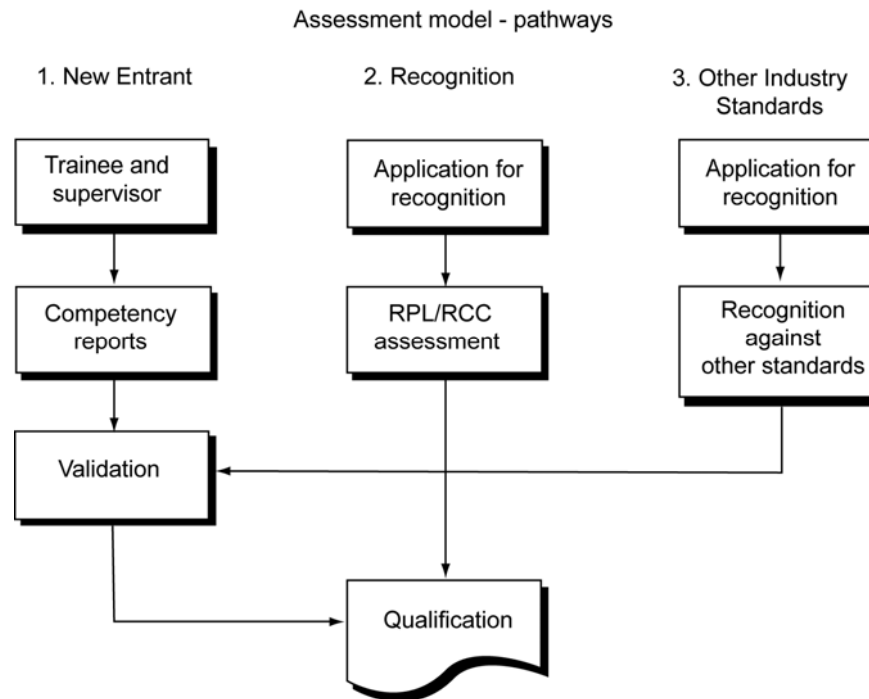 Assessment model - pathways
1. New Entrant
2. Recognition
3. Other Industry
Standards
Trainee and
supervisor
Application for
recognition
Application for
recognition
Competency
reports
RPL/RCC
assessment
Recognition
against
other standards
Validation
Qualification